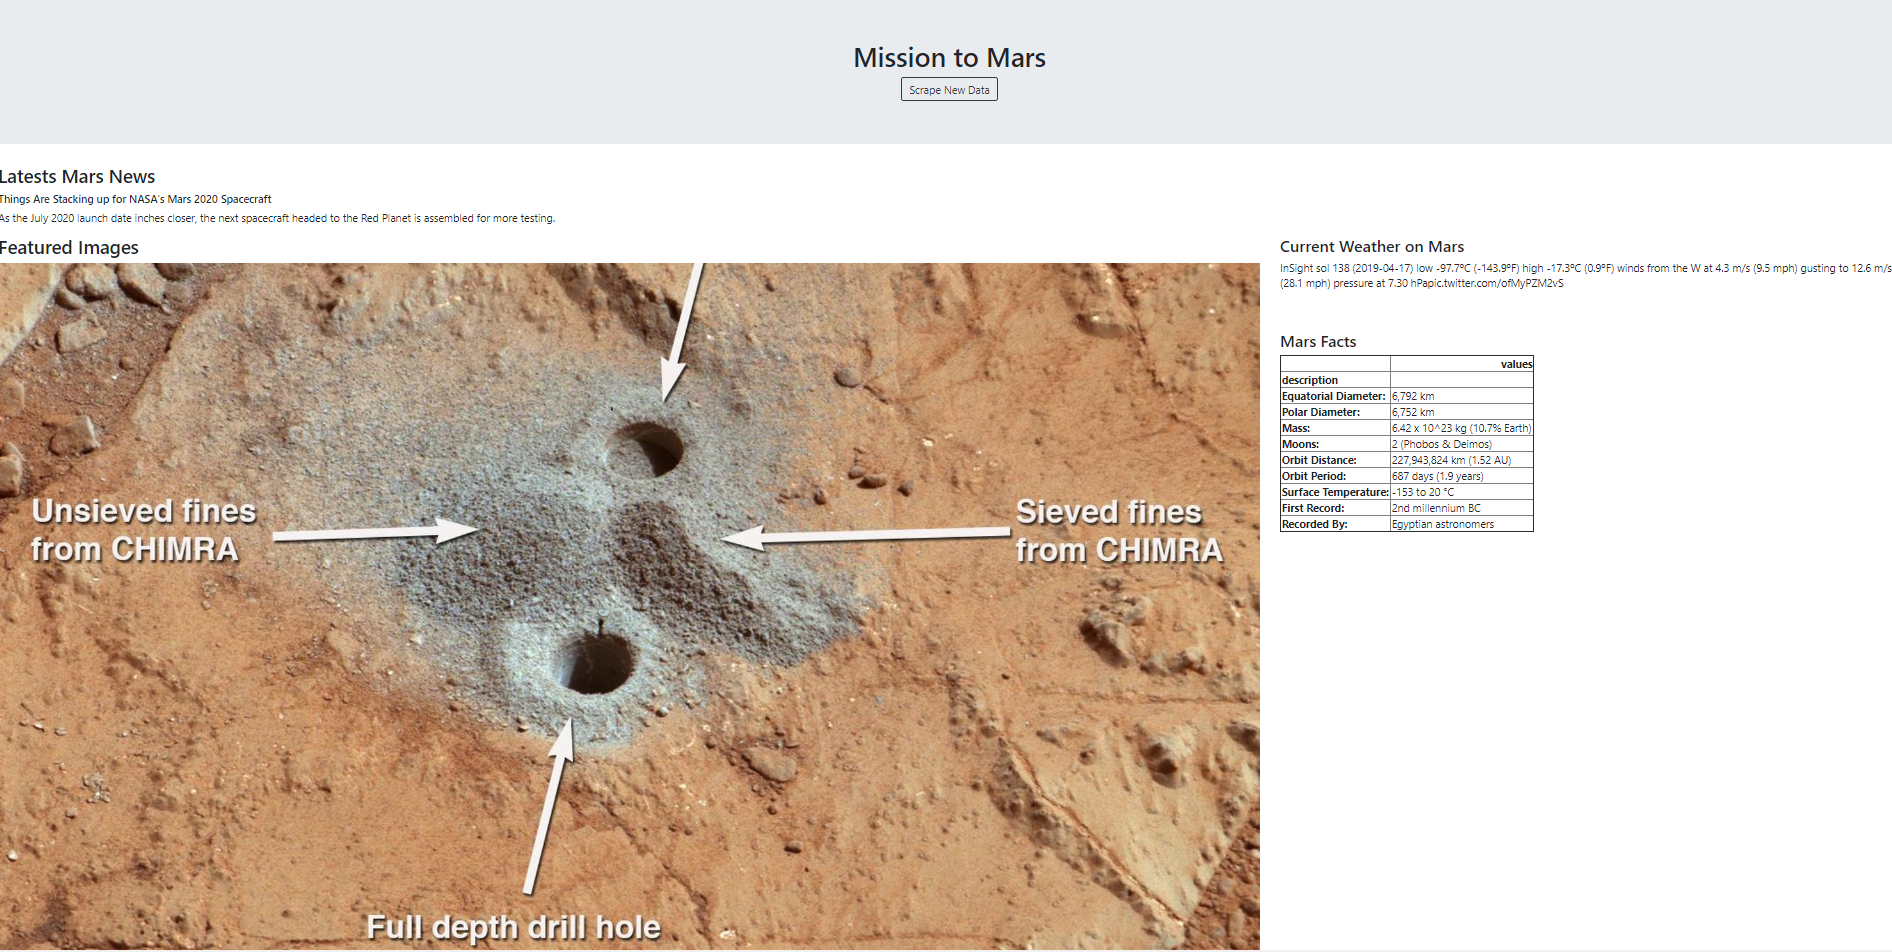 Mission to Mars
Scrape New Data
Latests Mars News
Things Are Stacking up for NASA's Mars 2020 Spacecraft
As the July 2020 launch date inches closer, the next spacecraft headed to the Red Planet is assembled for more testing.
Featured Images
Unsieved fines
from CHIMRA
Sieved fines
from CHIMRA
Full depth drill hole
Current Weather on Mars
InSight sol 138 (2019-04-17) low -97.7ºC (-143.9ºF) high -17.3ºC (0.9ºF) winds from the W at 4.3 m/s (9.5 mph) gusting to 12.6 m/s
(28.1 mph) pressure at 7.30 hPapic.twitter.com/ofMyPZM2vS
Mars Facts
values
description
Equatorial Diameter: 6,792 km
Polar Diameter: 6,752 km
Mass: 6.42 x 10^23 kg (10.7% Earth)
Moons: 2 (Phobos & Deimos)
Orbit Distance: 227,943,824 km (1.52 AU)
Orbit Period: 687 days (1.9 years)
Surface Temperature: -153 to 20 °C
First Record: 2nd millennium BC
Recorded By: Egyptian astronomers